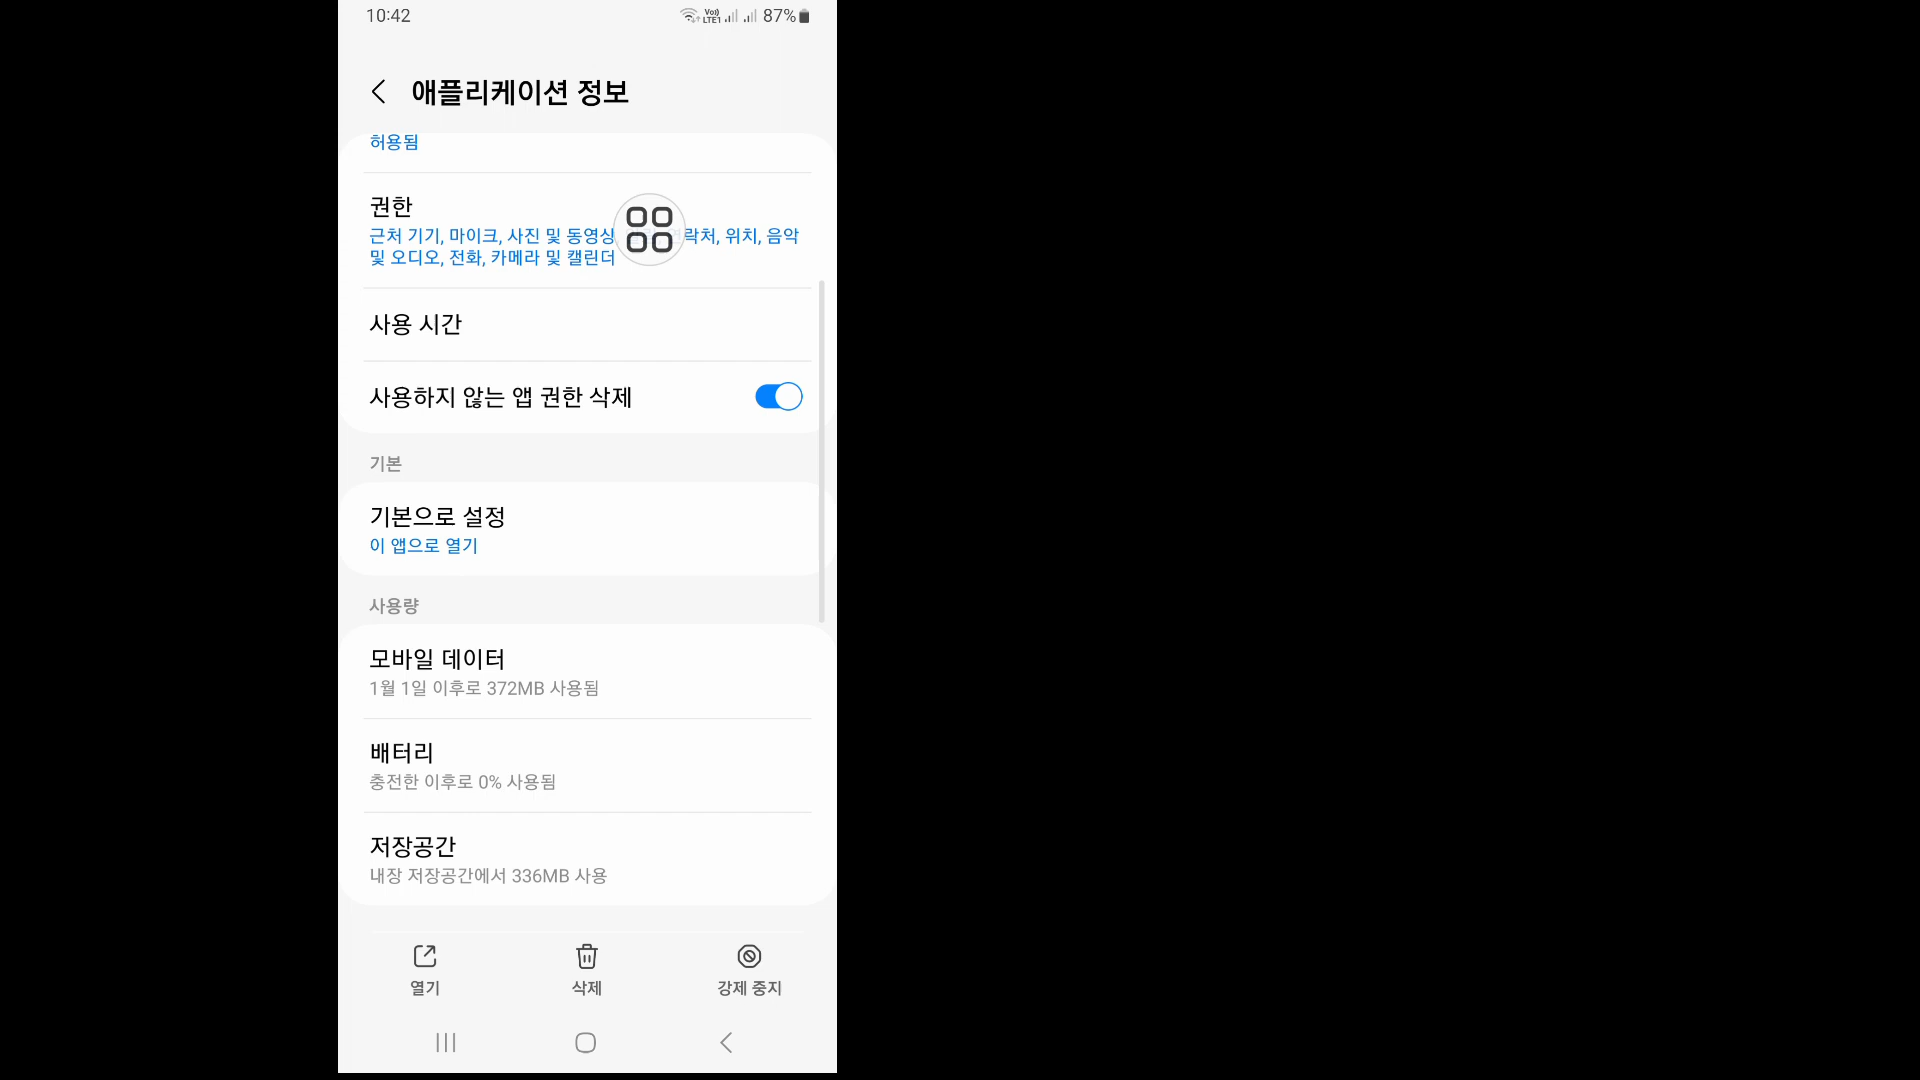 10:42
Vo)) LTE1 87%
애플리케이션 정보
허용됨
권한
근처 기기, 마이크, 사진 및 동영상, 락처, 위치, 음악
및 오디오, 전화, 카메라 및 캘린더
사용 시간
사용하지 않는 앱 권한 삭제
기본
기본으로 설정
이 앱으로 열기
사용량
모바일 데이터
1월 1일 이후로 372MB 사용됨
배터리
충전한 이후로 0% 사용됨
저장공간
내장 저장공간에서 336MB 사용
열기 삭제 강제 중지